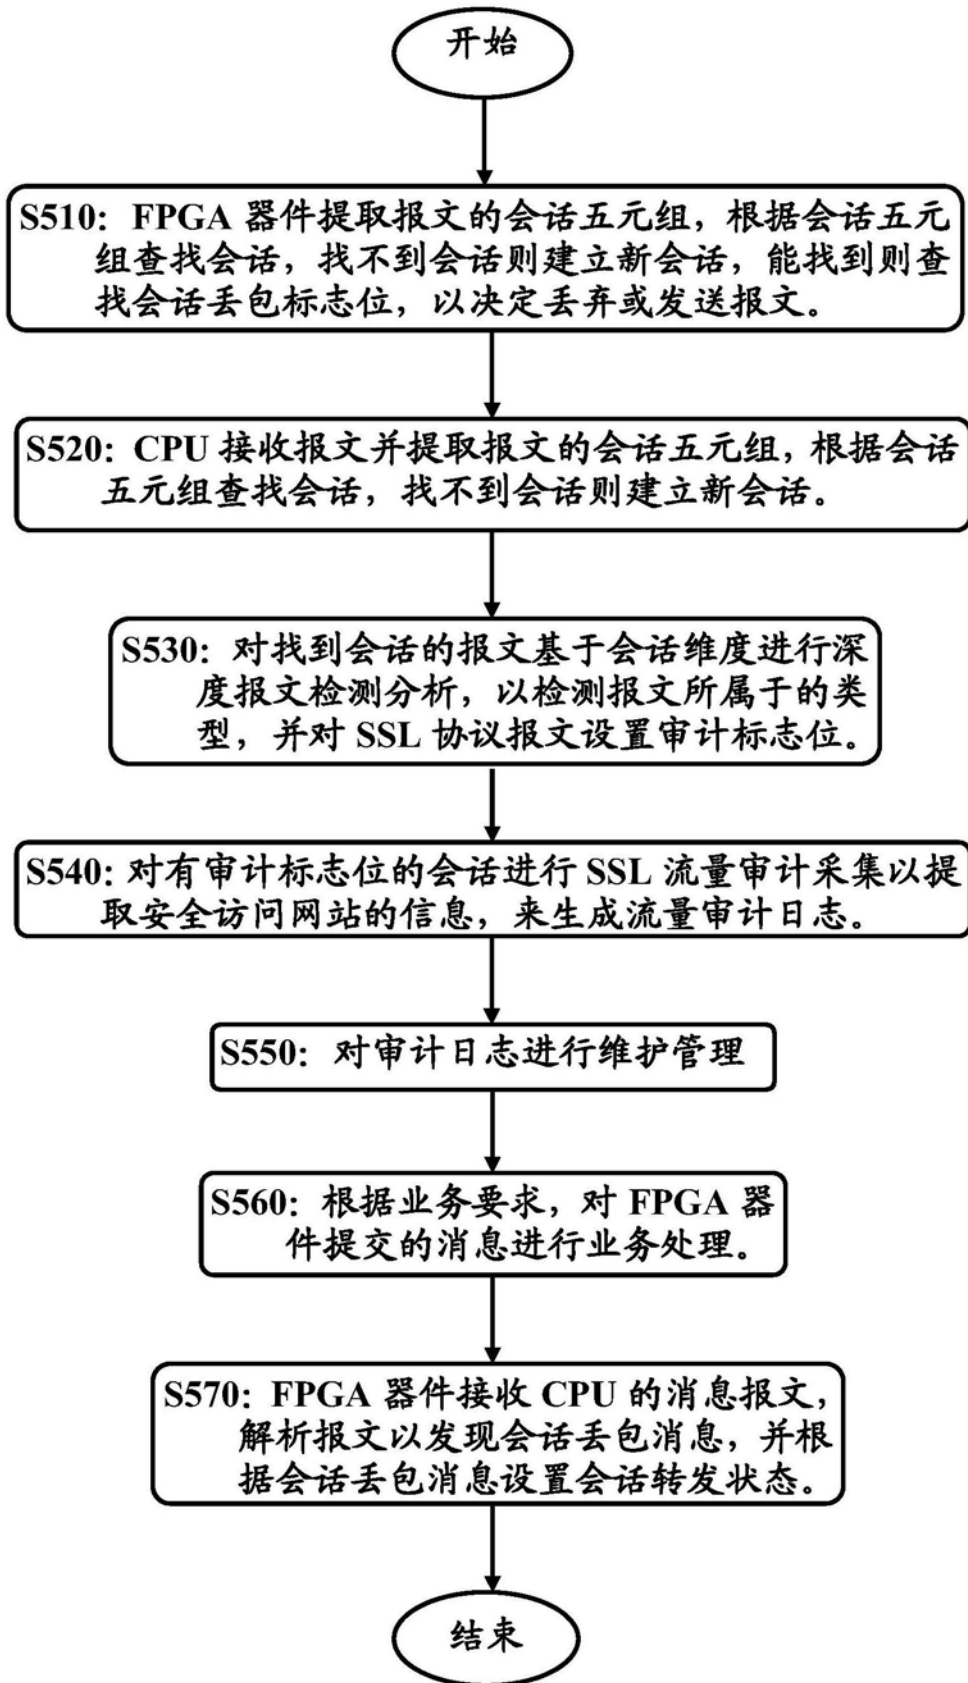 开始
S510：FPGA 器件提取报文的会话五元组，根据会话五元
组查找会话，找不到会话则建立新会话，能找到则查
找会话丢包标志位，以决定丢弃或发送报文。
S520：CPU 接收报文并提取报文的会话五元组，根据会话
五元组查找会话，找不到会话则建立新会话。
S530：对找到会话的报文基于会话维度进行深
度报文检测分析，以检测报文所属于的类
型，并对 SSL 协议报文设置审计标志位。
S540：对有审计标志位的会话进行 SSL 流量审计采集以提
取安全访问网站的信息，来生成流量审计日志。
S550：对审计日志进行维护管理
S560：根据业务要求，对 FPGA 器
件提交的消息进行业务处理。
S570：FPGA 器件接收 CPU 的消息报文，
解析报文以发现会话丢包消息，并根
据会话丢包消息设置会话转发状态。
结束